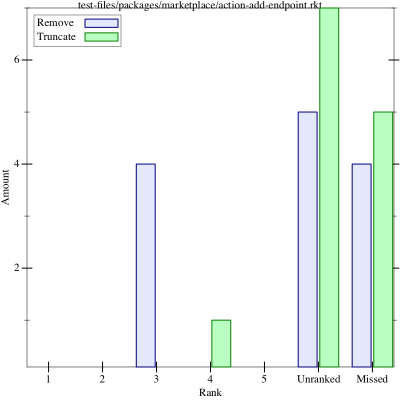 test-files/packages/marketplace/action-add-endpoint.rkt
Remove
Truncate
6
4
2
Amount
1 2 3 4 5 Unranked Missed
Rank